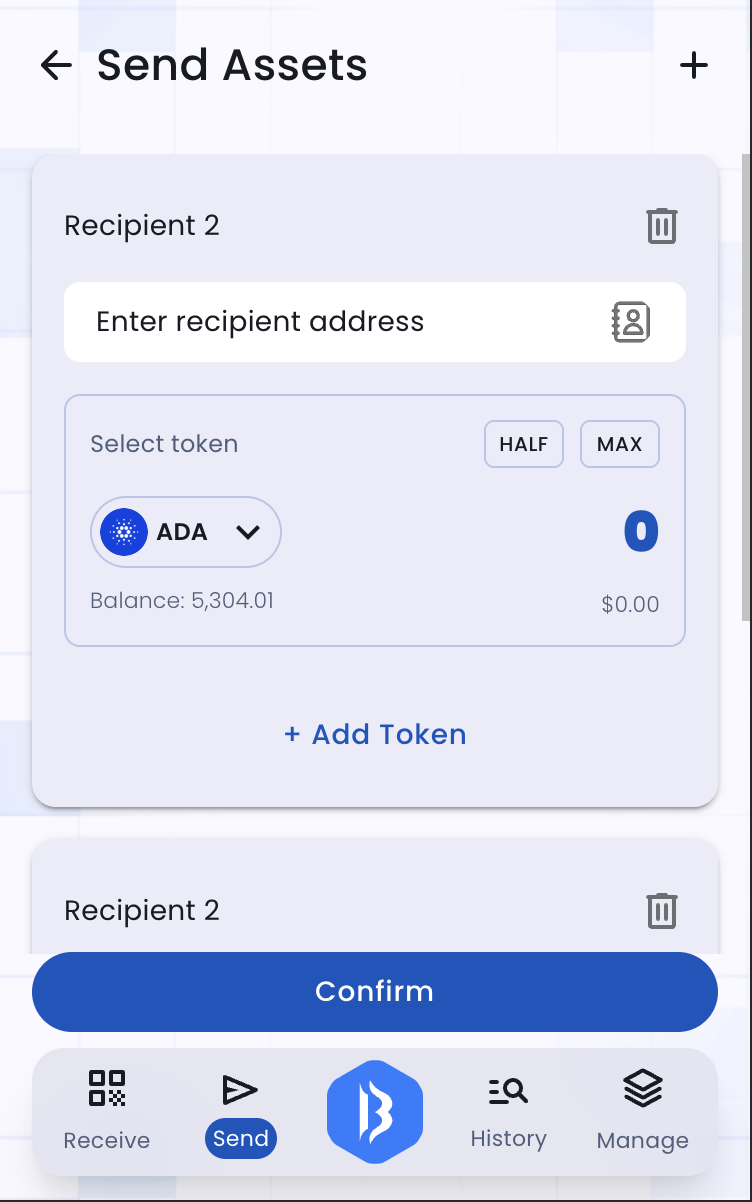 Send Assets
Recipient 2
Enter recipient address
Select token
HALF
MAX
ADA
0
Balance: 5,304.01
$0.00
+ Add Token
Recipient 2
Confirm
Receive
Send
History
Manage